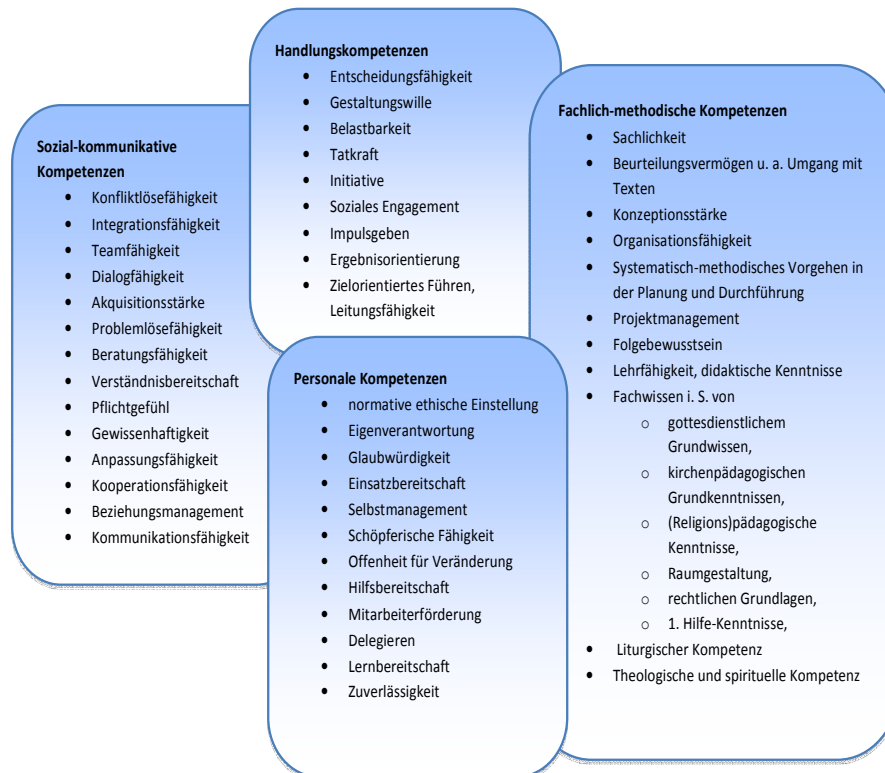 Sozial-kommunikative
Kompetenzen
• Konfliktlösefähigkeit
• Integrationsfähigkeit
• Teamfähigkeit
• Dialogfähigkeit
• Akquisitionsstärke
• Problemlösefähigkeit
• Beratungsfähigkeit
• Verständnisbereitschaft
• Pflichtgefühl
• Gewissenhaftigkeit
• Anpassungsfähigkeit
• Kooperationsfähigkeit
• Beziehungsmanagement
• Kommunikationsfähigkeit
Handlungskompetenzen
• Entscheidungsfähigkeit
• Gestaltungswille
• Belastbarkeit
• Tatkraft
• Initiative
• Soziales Engagement
• Impulsgeben
• Ergebnisorientierung
• Zielorientiertes Führen,
Leitungsfähigkeit
Personale Kompetenzen
• normative ethische Einstellung
• Eigenverantwortung
• Glaubwürdigkeit
• Einsatzbereitschaft
• Selbstmanagement
• Schöpferische Fähigkeit
• Offenheit für Veränderung
• Hilfsbereitschaft
• Mitarbeiterförderung
• Delegieren
• Lernbereitschaft
• Zuverlässigkeit
Fachlich-methodische Kompetenzen
• Sachlichkeit
• Beurteilungsvermögen u. a. Umgang mit
Texten
• Konzeptionsstärke
• Organisationsfähigkeit
• Systematisch-methodisches Vorgehen in
der Planung und Durchführung
• Projektmanagement
• Folgebewusstsein
• Lehrfähigkeit, didaktische Kenntnisse
• Fachwissen i. S. von
o gottesdienstlichem
Grundwissen,
o kirchenpädagogischen
Grundkenntnissen,
o (Religions)pädagogische
Kenntnisse,
o Raumgestaltung,
o rechtlichen Grundlagen,
o 1. Hilfe-Kenntnisse,
• Liturgischer Kompetenz
• Theologische und spirituelle Kompetenz